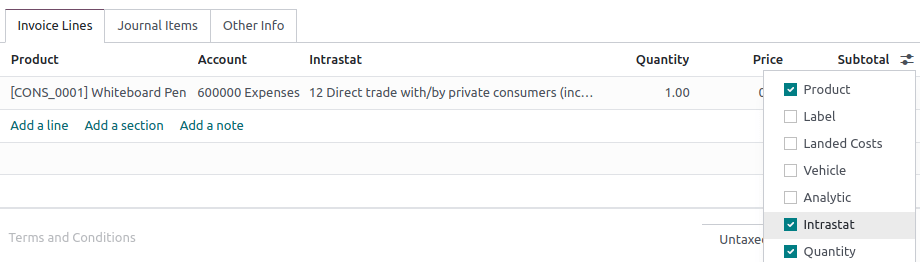 Invoice Lines Journal Items Other Info
Product Account Intrastat Quantity Price Subtotal
[CONS_0001] Whiteboard Pen 600000 Expenses 12 Direct trade with/by private consumers (inc... 1.00
Add a line Add a section Add a note
Product
Label
Landed Costs
Vehicle
Analytic
Intrastat
Quantity
Terms and Conditions
Untaxe